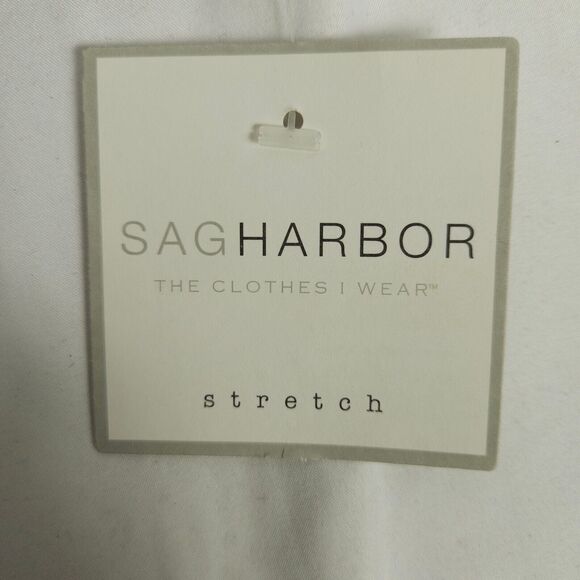 SAGHARBOR
THE CLOTHES I WEAR™
stretch